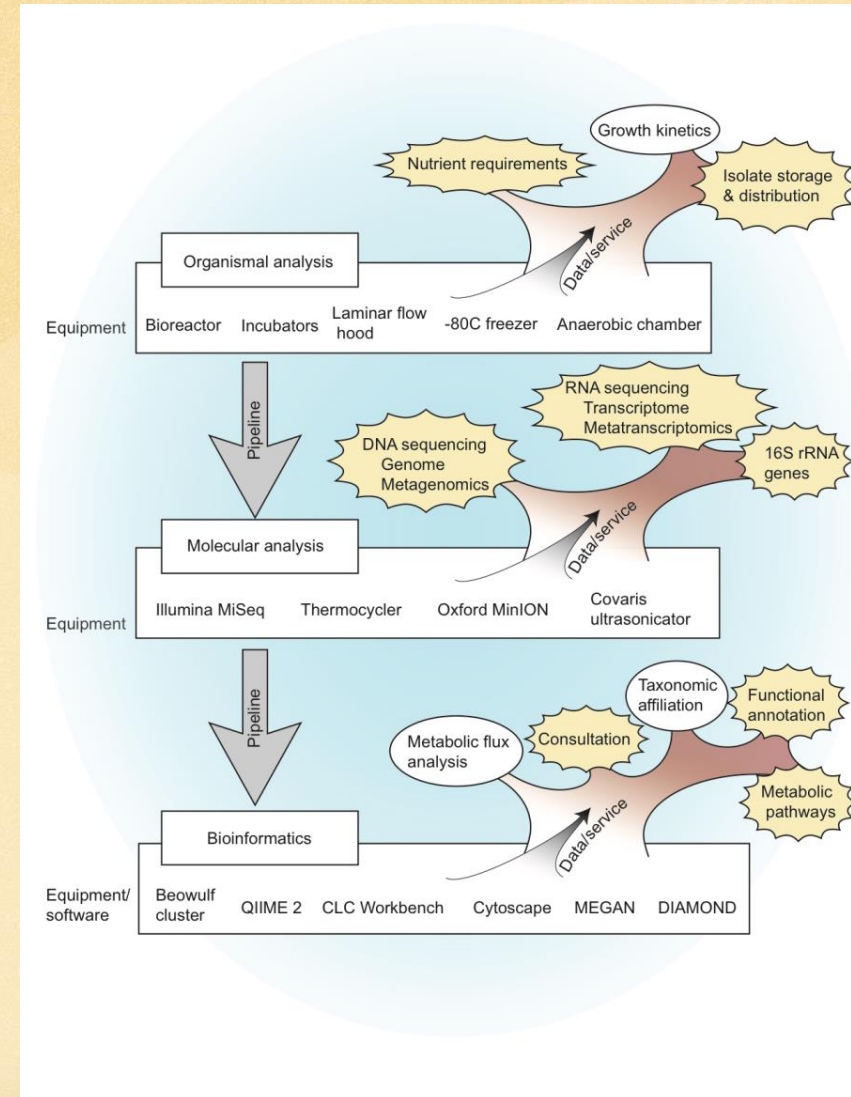 Growth kinetics
Nutrient requirements
Isolate storage
& distribution
Data/service
Organismal analysis
Equipment
Bioreactor
Incubators
Laminar flow
hood
-80C freezer
Anaerobic chamber
Pipeline
RNA sequencing
Transcriptome
Metatranscriptomics
DNA sequencing
Genome
Metagenomics
16S rRNA
genes
Data/service
Molecular analysis
Equipment
Illumina MiSeq
Thermocycler
Oxford MinION
Covaris
ultrasonicator
Pipeline
Taxonomic
affiliation
Functional
annotation
Metabolic flux
analysis
Consultation
Metabolic
pathways
Data/service
Bioinformatics
Equipment/
software
Beowulf
cluster
QIIME 2
CLC Workbench
Cytoscape
MEGAN
DIAMOND